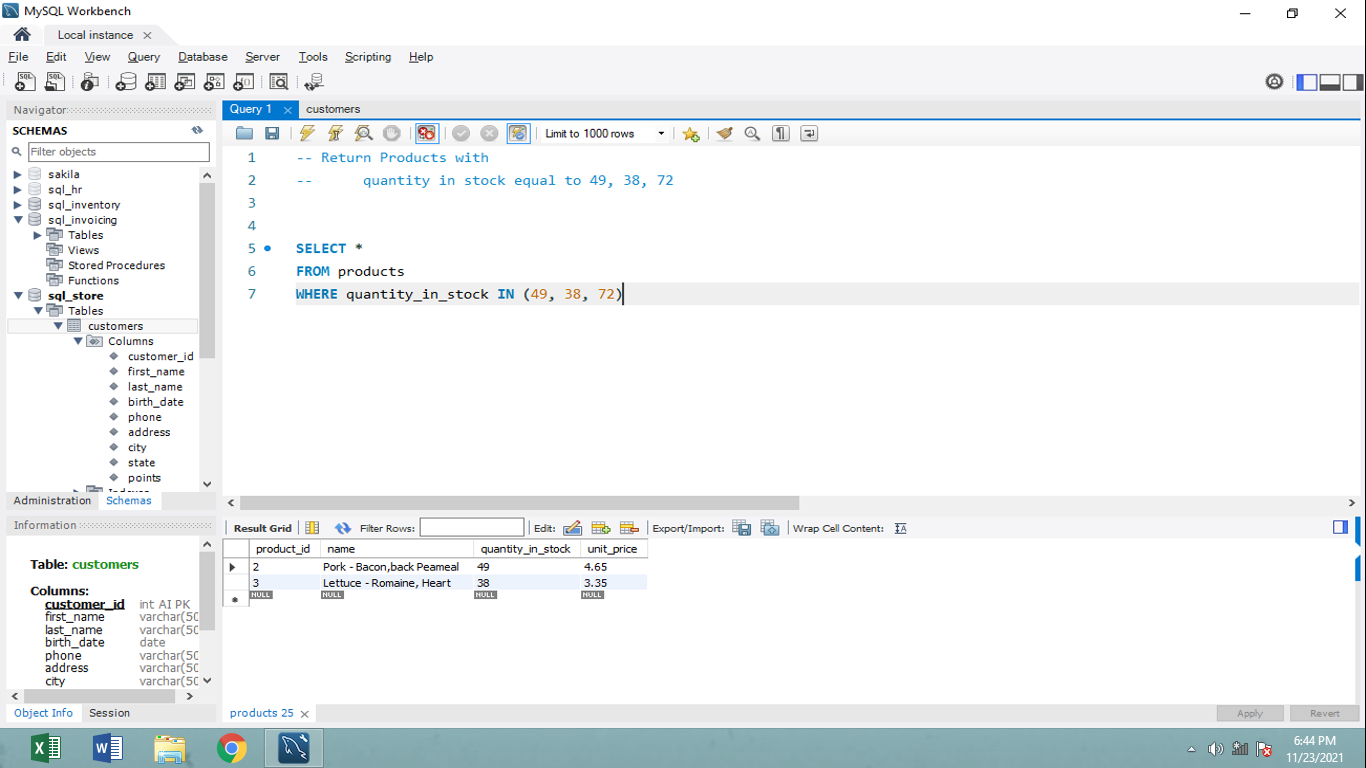 MySQL Workbench
Local instance
File Edit View Query Database Server Tools Scripting Help
Navigator
SCHEMAS
Filter objects
sakila
sql_hr
sql_inventory
sql_invoicing
Tables
Views
Stored Procedures
Functions
sql_store
Tables
customers
Columns
customer_id
first_name
last_name
birth_date
phone
address
city
state
points
Administration Schemas
Information
Table: customers
Columns:
customer_id int AI PK
first_name varchar(50
last_name varchar(50
birth_date date
phone varchar(50
address varchar(50
city varchar(50
Object Info Session
Query 1 customers
Limit to 1000 rows
1 -- Return Products with
2 -- quantity in stock equal to 49, 38, 72
3
4
5 SELECT *
6 FROM products
7 WHERE quantity_in_stock IN (49, 38, 72)
Result Grid Filter Rows: Edit: Export/Import: Wrap Cell Content: IA
product_id name quantity_in_stock unit_price
2 Pork - Bacon,back Peameal 49 4.65
3 Lettuce - Romaine, Heart 38 3.35
* NULL NULL NULL NULL
products 25 Apply Revert
6:44 PM
11/23/2021